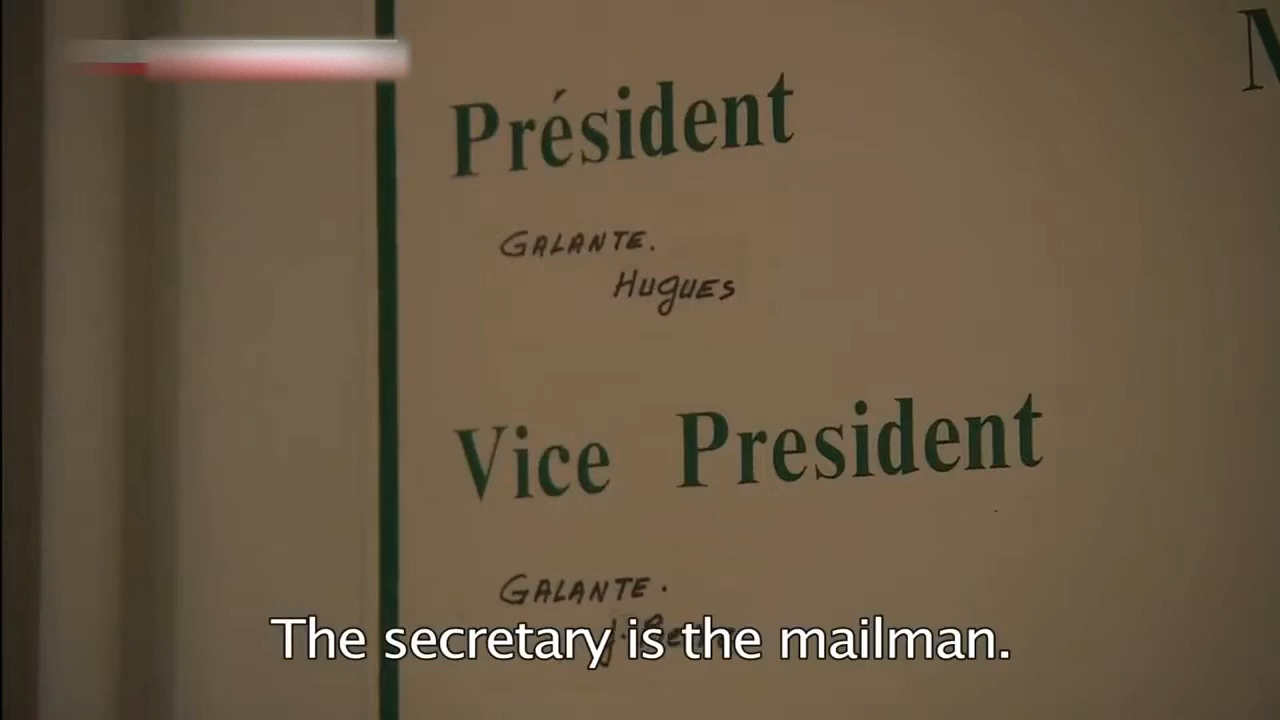 Président
GALANTE.
HUgUES
Vice President
GALANTE.
The secretary is the mailman.